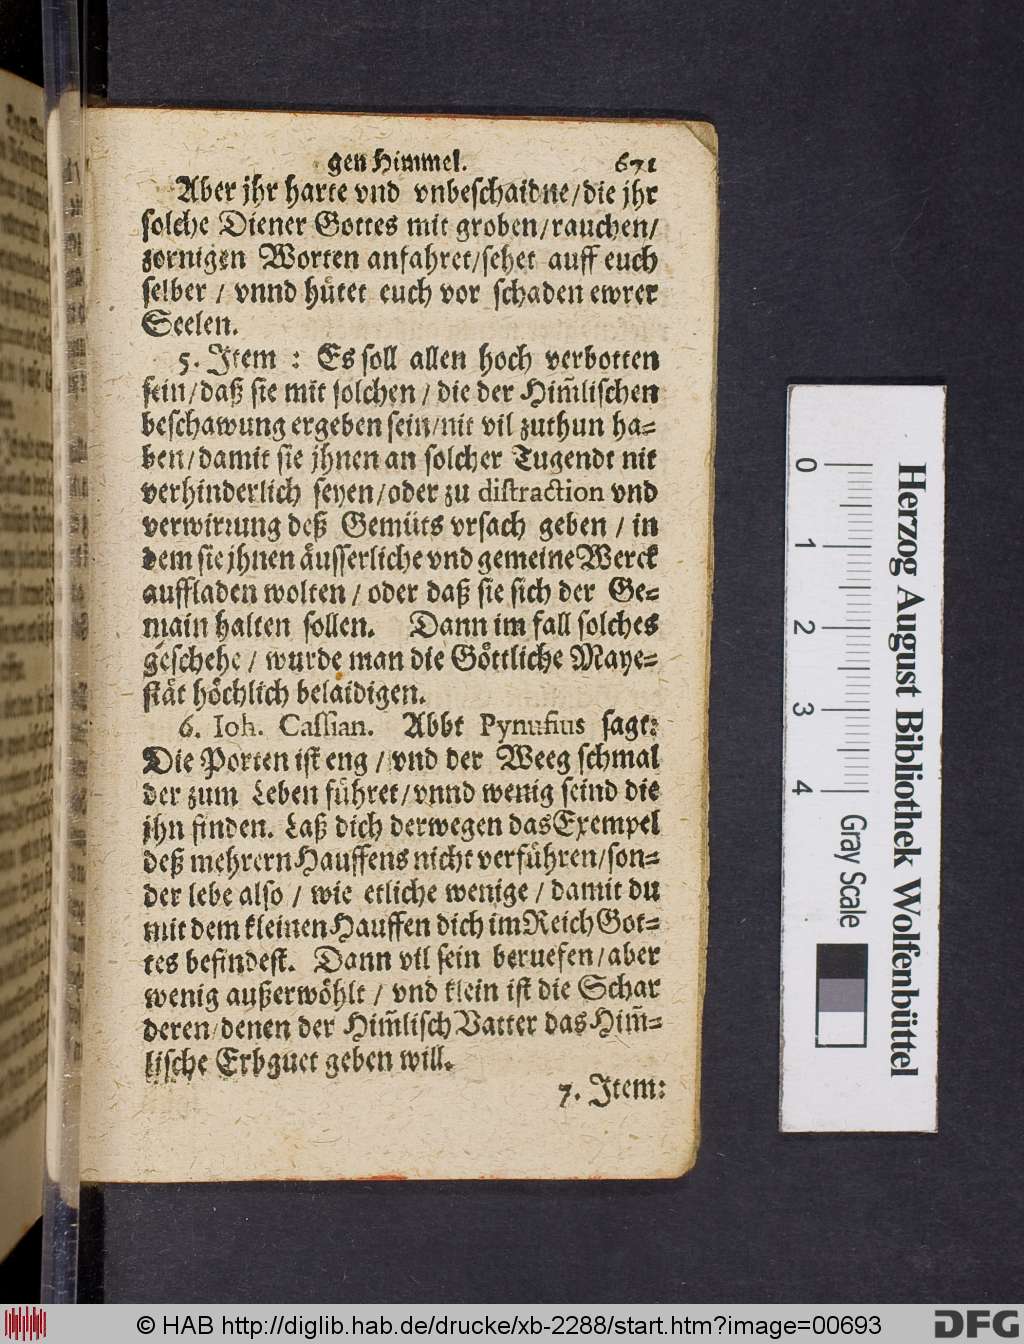 gen Himmel. 671
Aber jhr harte vnd vnbeschaidne/die jhr
solche Diener Gottes mit groben/rauchen/
zornigen Worten anfahret/sehet auff euch
selber / vnnd hütet euch vor schaden ewrer
Seelen.
5. Item : Es soll allen hoch verbotten
sein/daß sie mit solchen / die der Him̃lischen
beschawung ergeben sein/nit vil zuthun ha=
ben/damit sie jhnen an solcher Tugendt nit
verhinderlich seyen/oder zu distraction vnd
verwirrung deß Gemüts vrsach geben / in
dem sie jhnen äusserliche vnd gemeine Werck
auffladen wolten / oder daß sie sich der Ge=
main halten sollen. Dann im fall solches
geschehe / wurde man die Göttliche Maye=
stät höchlich belaidigen.
6. Ioh. Cassian. Abbt Pynufius sagt:
Die Porten ist eng / vnd der Weeg schmal
der zum Leben führet/vnnd wenig seind die
jhn finden. Laß dich derwegen das Exempel
deß mehrern Hauffens nicht verführen/son=
der lebe also / wie etliche wenige / damit du
mit dem kleinen Hauffen dich im Reich Got=
tes befindest. Dann vil sein beruefen/aber
wenig außerwöhlt / vnd klein ist die Schar
deren/denen der Him̃lisch Vatter das Him̃=
lische Erbguet geben will.
7. Item:
0 1 2 3 4
Gray Scale
Herzog August Bibliothek Wolfenbüttel
© HAB http://diglib.hab.de/drucke/xb-2288/start.htm?image=00693
DFG